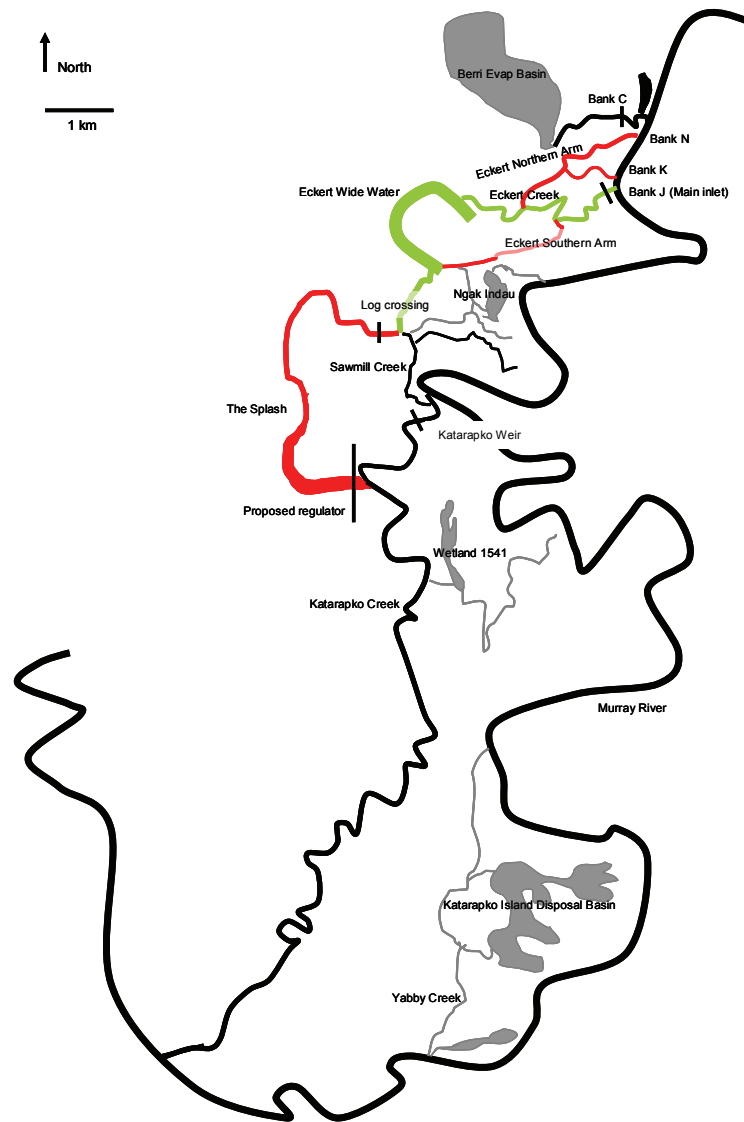 North
1 km
Berri Evap Basin
Bank C
Bank N
Eckert Northern Arm
Bank K
Eckert Wide Water
Eckert Creek
Bank J (Main inlet)
Eckert Southern Arm
Ngak Indau
Log crossing
Sawmill Creek
The Splash
Katarapko Weir
Proposed regulator
Wetland 1541
Katarapko Creek
Murray River
Katarapko Island Disposal Basin
Yabby Creek